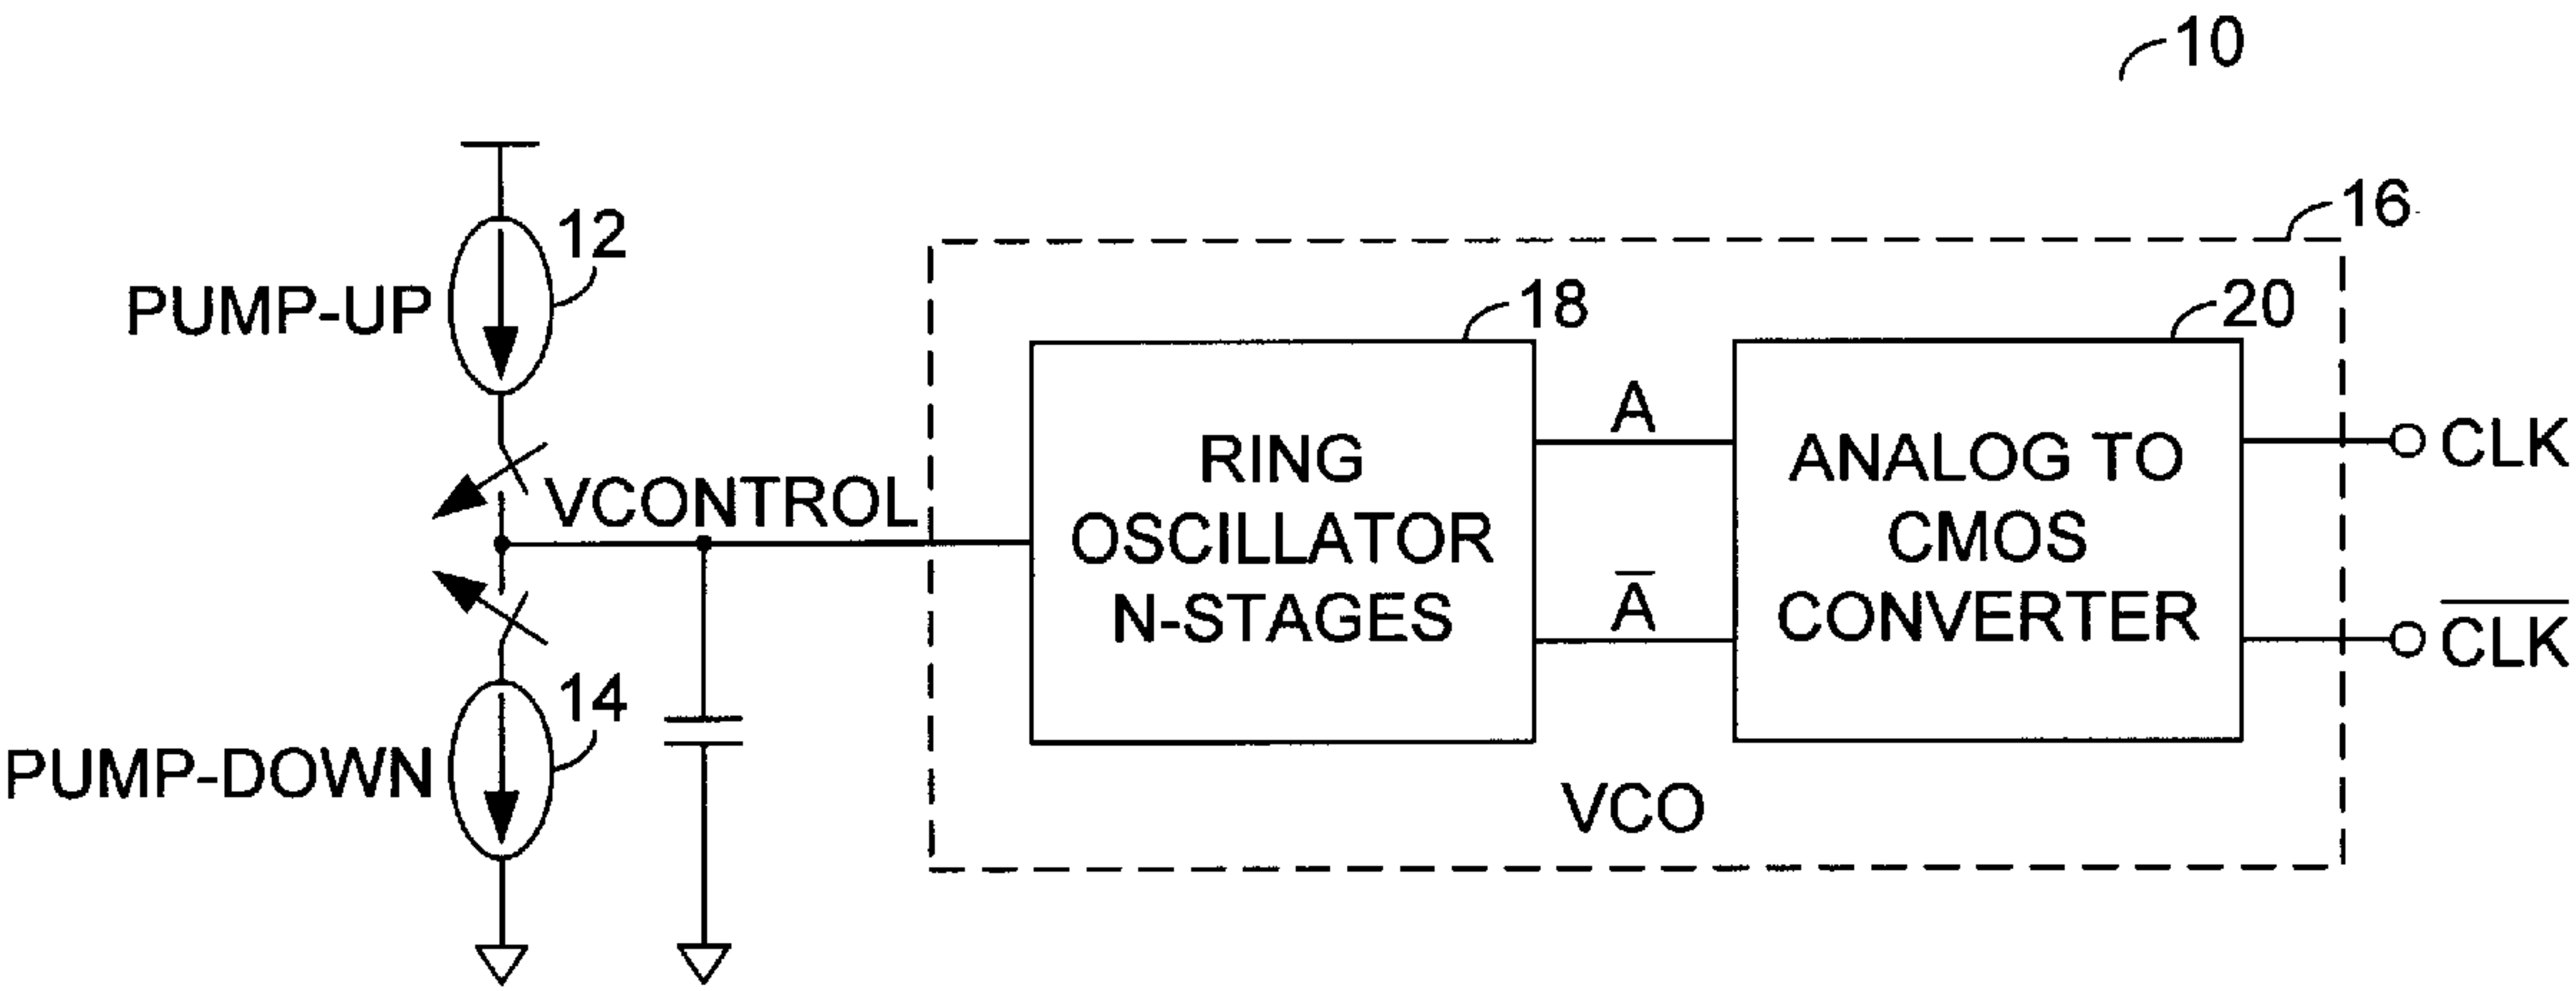 10
16
12
PUMP-UP
18
20
A
RING
OSCILLATOR
N-STAGES
ANALOG TO
CMOS
CONVERTER
CLK
VCONTROL
A̅
C̅L̅K̅
14
PUMP-DOWN
VCO